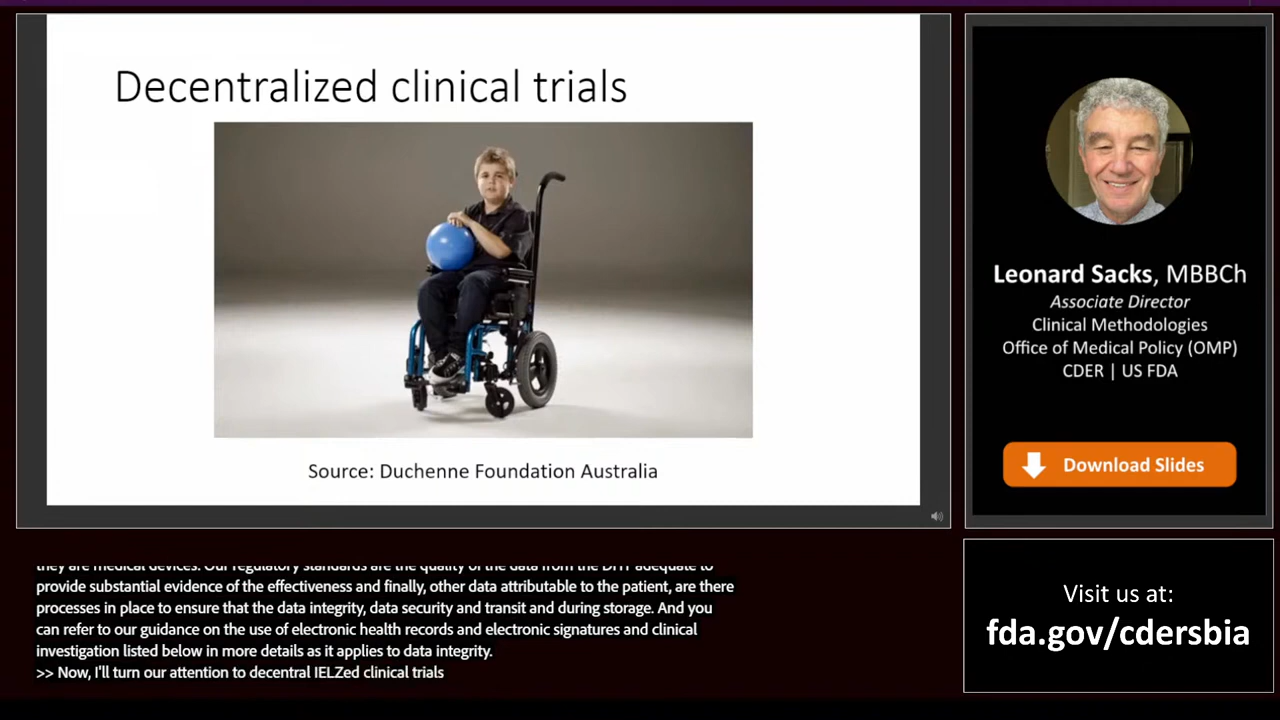 Decentralized clinical trials
Source: Duchenne Foundation Australia
Leonard Sacks, MBBCh
Associate Director
Clinical Methodologies
Office of Medical Policy (OMP)
CDER | US FDA
Download Slides
Visit us at:
fda.gov/cdersbia
they are medical devices. Our regulatory standards are the quality of the data from the DHT adequate to
provide substantial evidence of the effectiveness and finally, other data attributable to the patient, are there
processes in place to ensure that the data integrity, data security and transit and during storage. And you
can refer to our guidance on the use of electronic health records and electronic signatures and clinical
investigation listed below in more details as it applies to data integrity.
>> Now, I'll turn our attention to decentral IELZed clinical trials